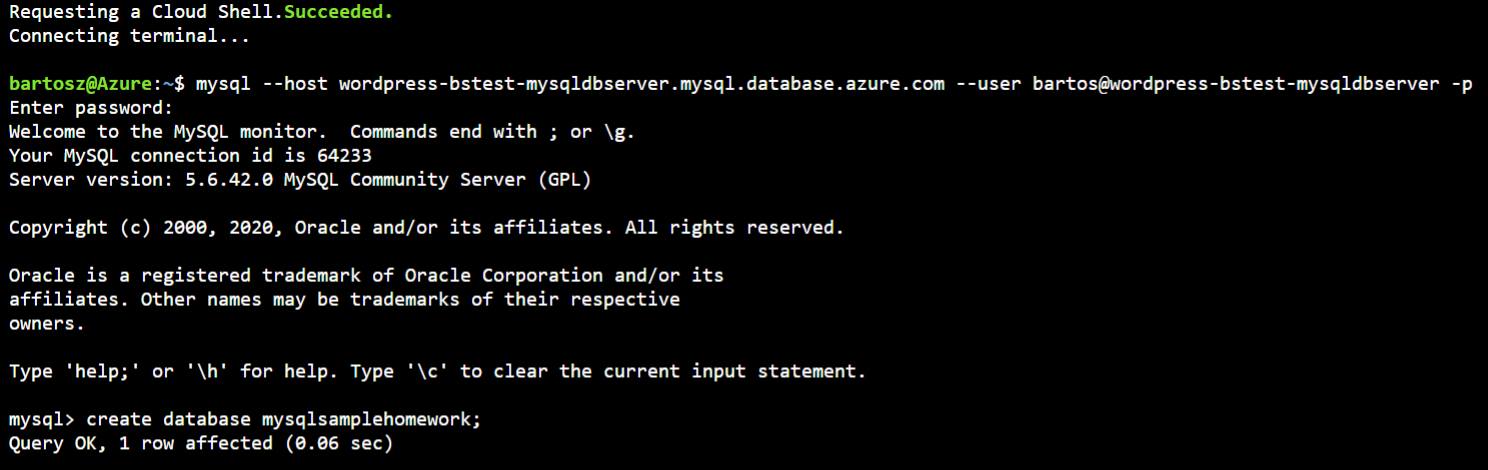 Requesting a Cloud Shell.Succeeded.
Connecting terminal...
bartosz@Azure:~$ mysql --host wordpress-bstest-mysqldbserver.mysql.database.azure.com --user bartos@wordpress-bstest-mysqldbserver -p
Enter password:
Welcome to the MySQL monitor.  Commands end with ; or \g.
Your MySQL connection id is 64233
Server version: 5.6.42.0 MySQL Community Server (GPL)
Copyright (c) 2000, 2020, Oracle and/or its affiliates. All rights reserved.
Oracle is a registered trademark of Oracle Corporation and/or its
affiliates. Other names may be trademarks of their respective
owners.
Type 'help;' or '\h' for help. Type '\c' to clear the current input statement.
mysql> create database mysqlsamplehomework;
Query OK, 1 row affected (0.06 sec)